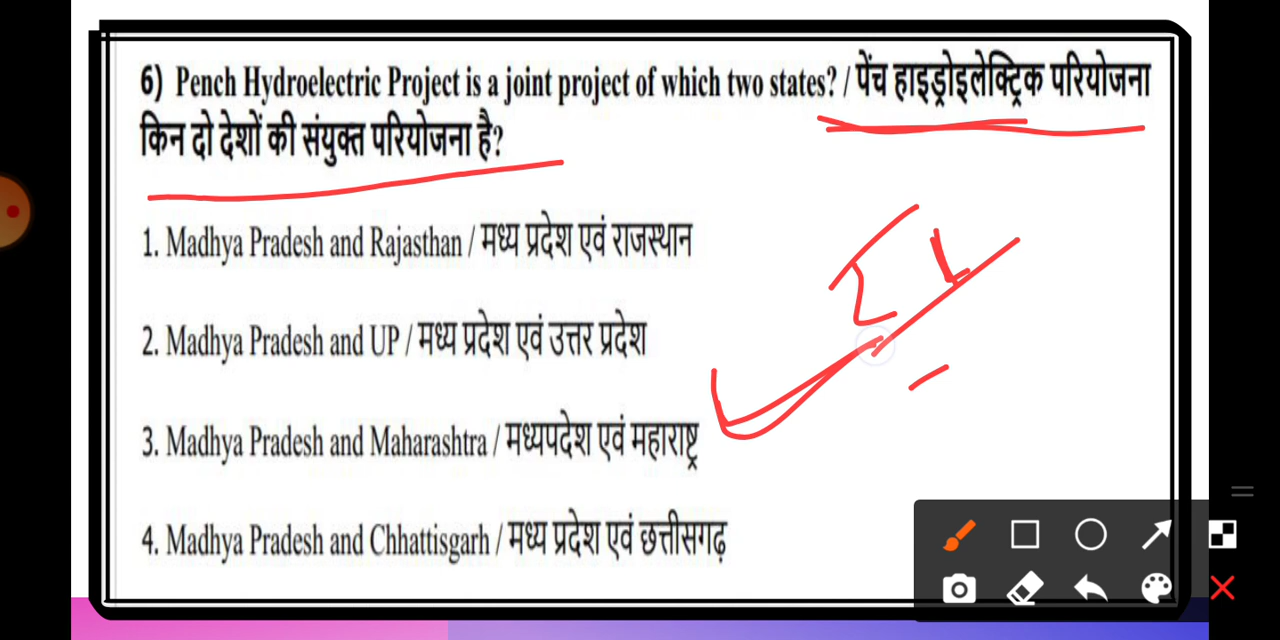 6) Pench Hydroelectric Project is a joint project of which two states? / पेंच हाइड्रोइलेक्ट्रिक परियोजना
किन दो देशों की संयुक्त परियोजना है?
1. Madhya Pradesh and Rajasthan / मध्य प्रदेश एवं राजस्थान
2. Madhya Pradesh and UP / मध्य प्रदेश एवं उत्तर प्रदेश
3. Madhya Pradesh and Maharashtra / मध्यपदेश एवं महाराष्ट्र
4. Madhya Pradesh and Chhattisgarh / मध्य प्रदेश एवं छत्तीसगढ़